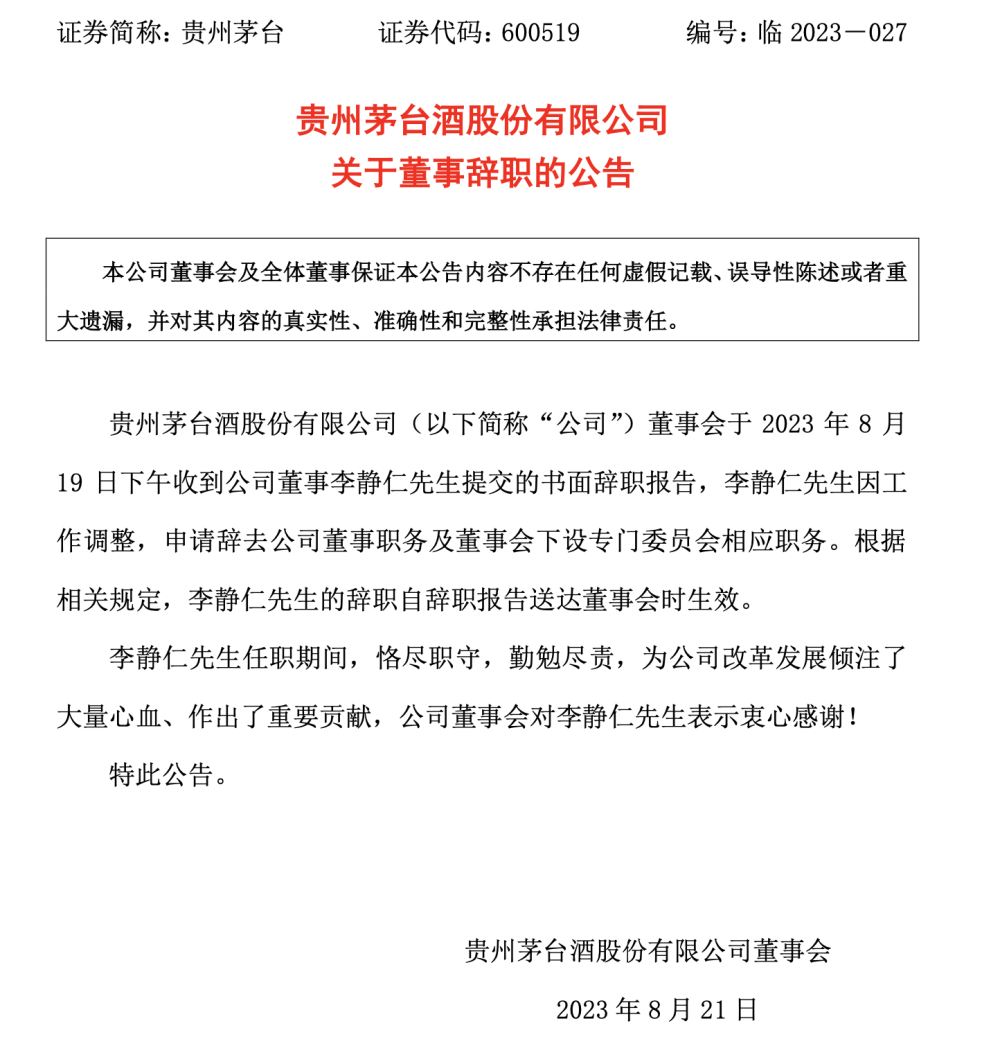 证券简称：贵州茅台 证券代码：600519 编号：临 2023－027
贵州茅台酒股份有限公司
关于董事辞职的公告
本公司董事会及全体董事保证本公告内容不存在任何虚假记载、误导性陈述或者重
大遗漏，并对其内容的真实性、准确性和完整性承担法律责任。
贵州茅台酒股份有限公司（以下简称“公司”）董事会于 2023 年 8 月
19 日下午收到公司董事李静仁先生提交的书面辞职报告，李静仁先生因工
作调整，申请辞去公司董事职务及董事会下设专门委员会相应职务。根据
相关规定，李静仁先生的辞职自辞职报告送达董事会时生效。
李静仁先生任职期间，恪尽职守，勤勉尽责，为公司改革发展倾注了
大量心血、作出了重要贡献，公司董事会对李静仁先生表示衷心感谢！
特此公告。
贵州茅台酒股份有限公司董事会
2023 年 8 月 21 日